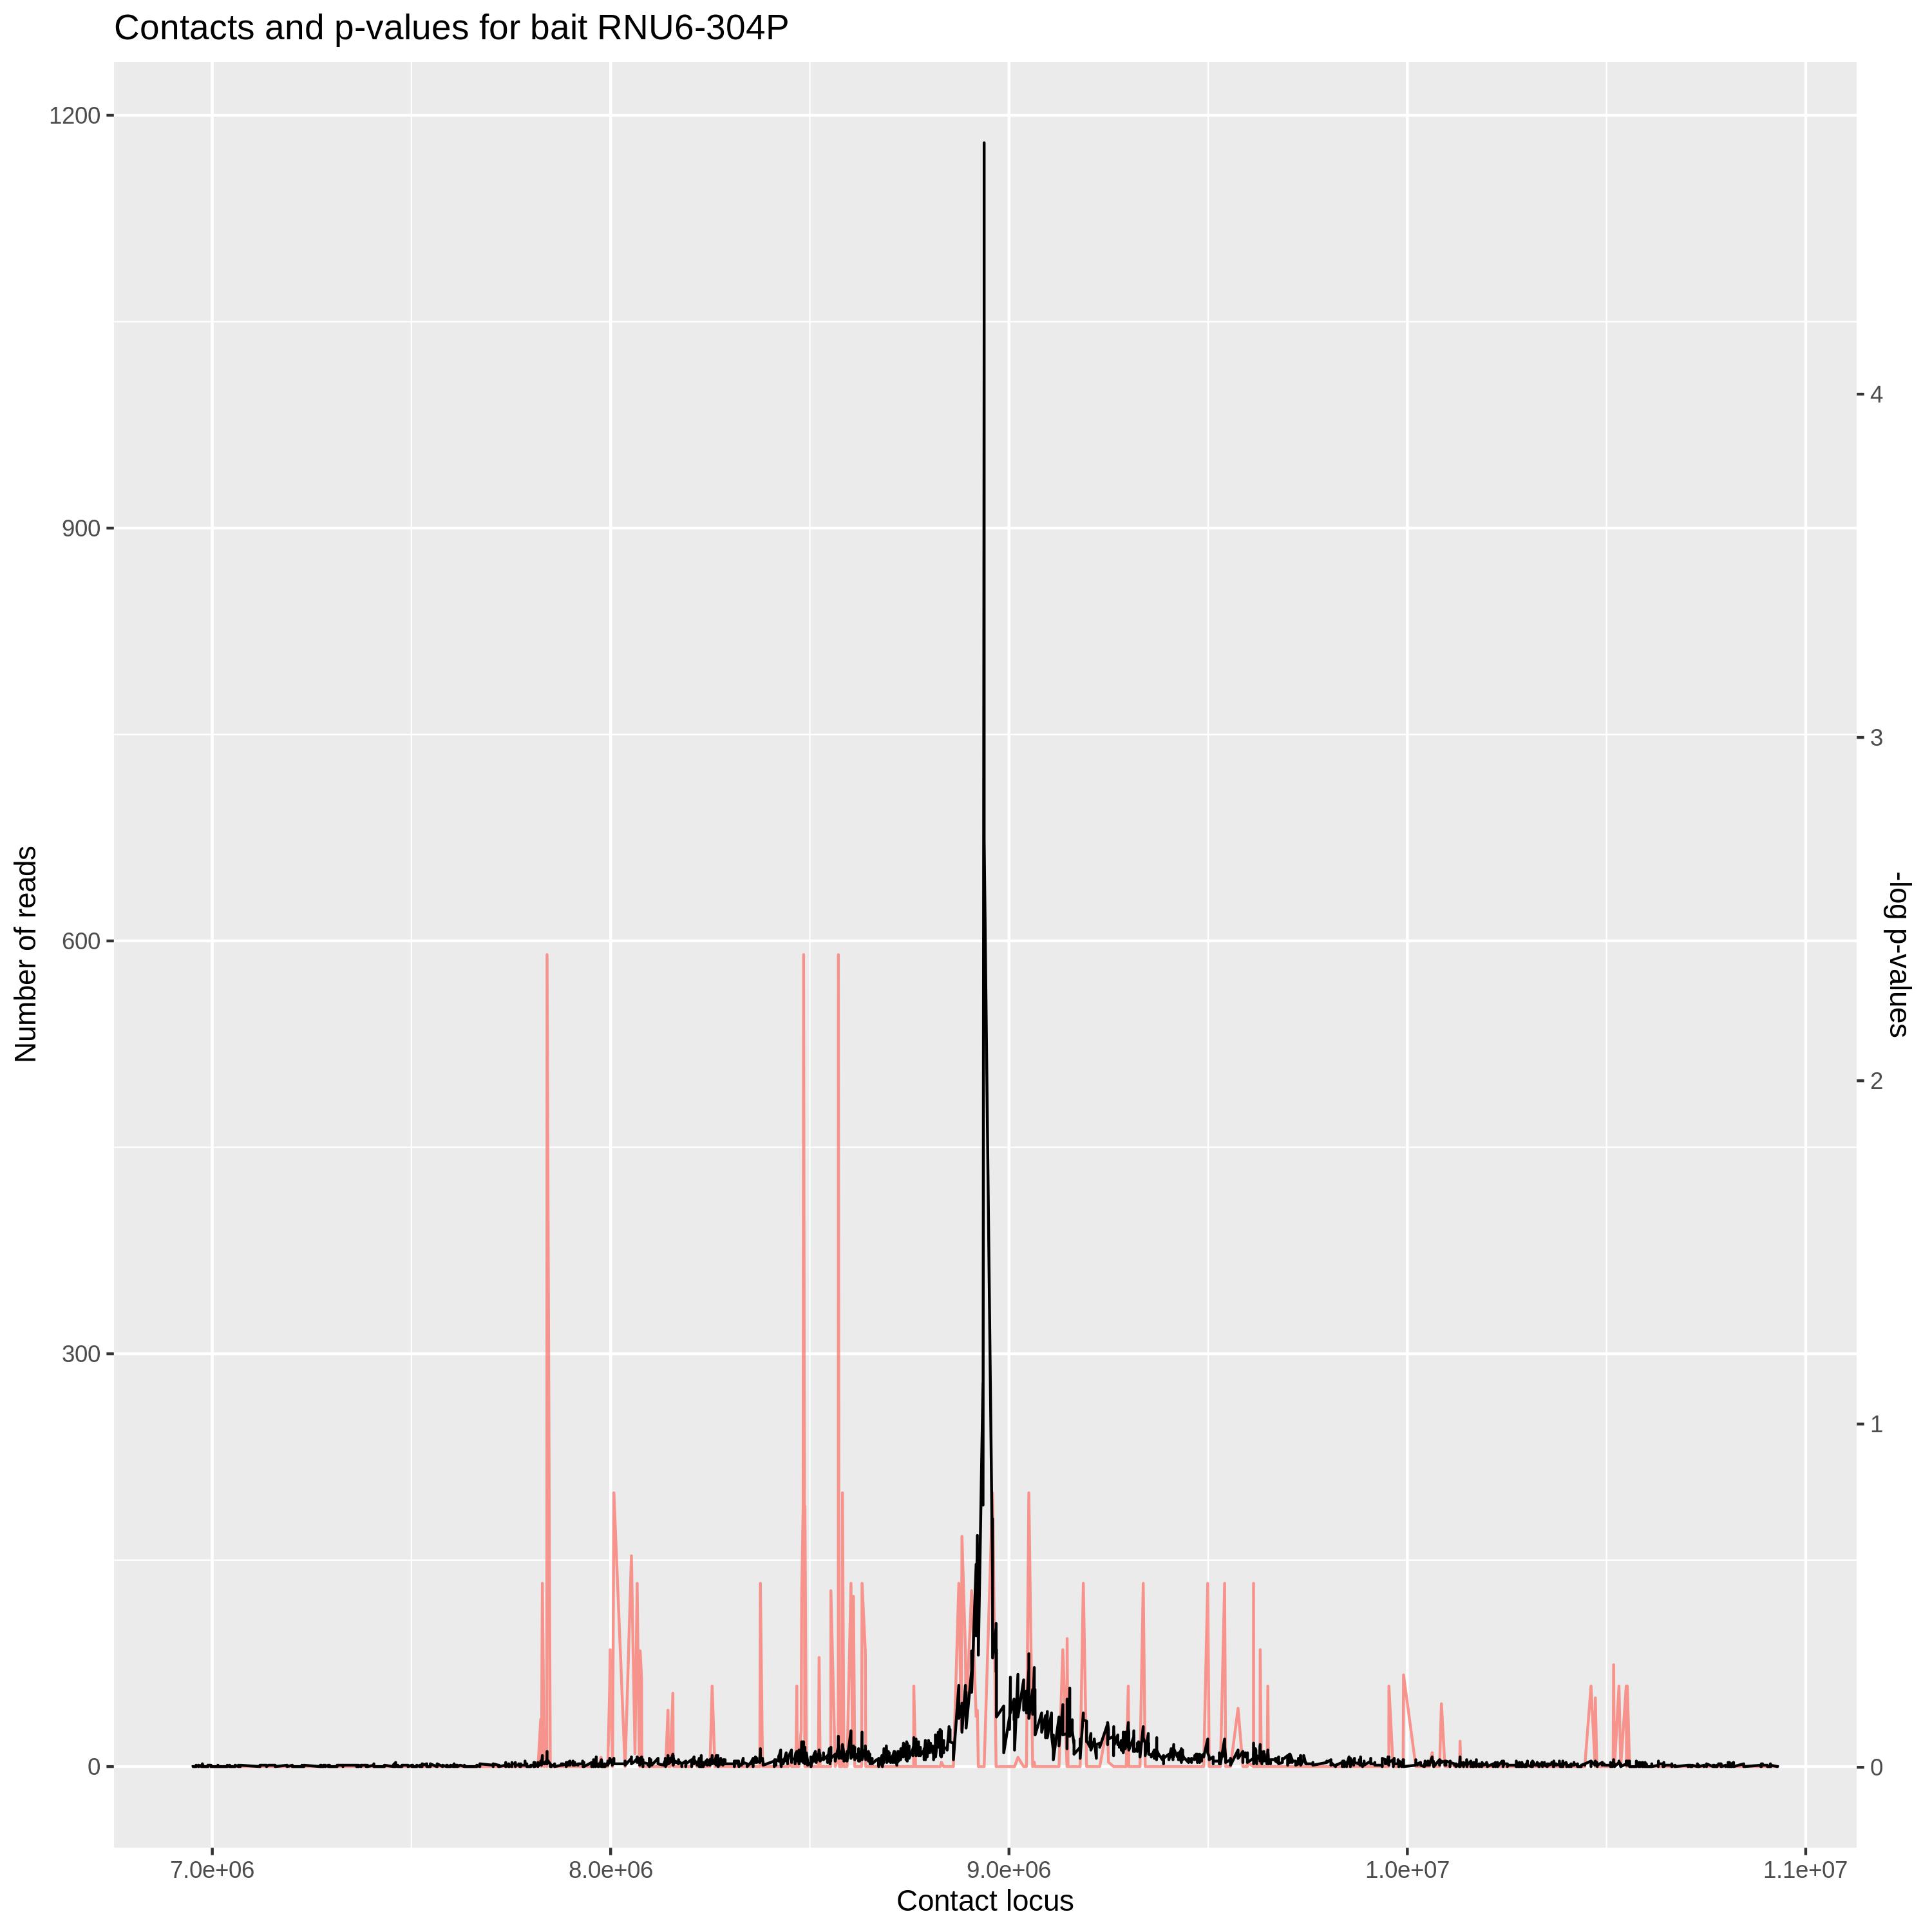 Contacts and p-values for bait RNU6-304P
1200
900
600
300
0
Number of reads
4
3
2
1
0
-log p-values
7.0e+06
8.0e+06
9.0e+06
1.0e+07
1.1e+07
Contact locus